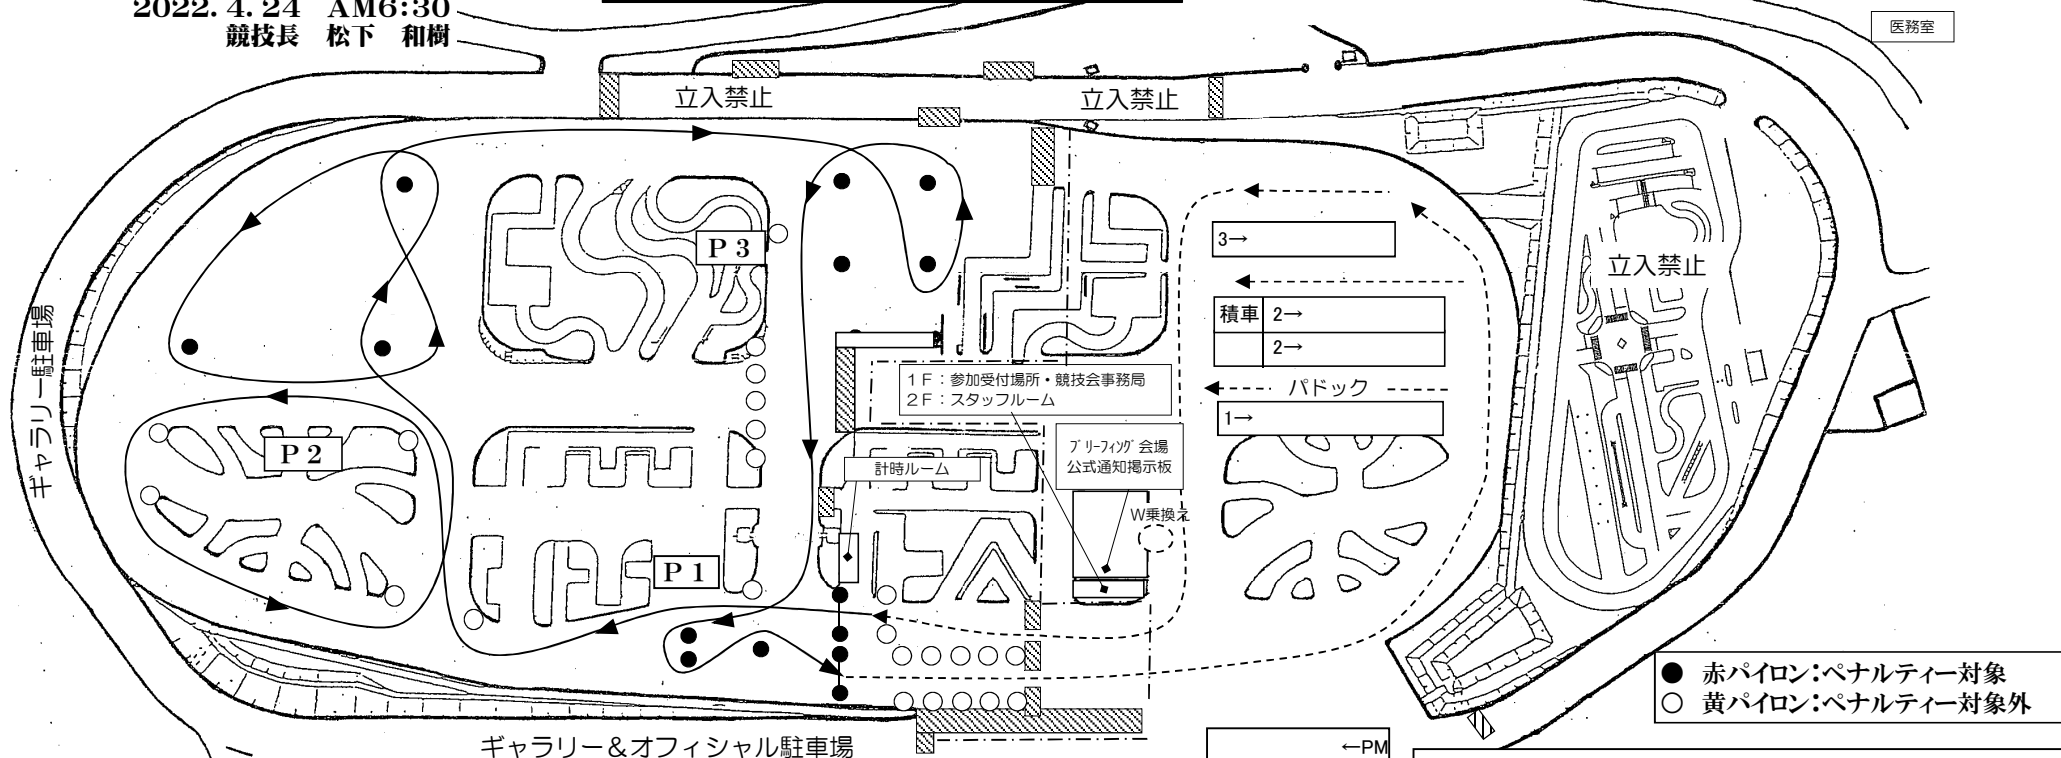 2022.4.24 AM6:30
競技長 松下 和樹
医務室
立入禁止
立入禁止
P3
3→
立入禁止
積車 2→
2→
ギャラリー駐車場
1F:参加受付場所・競技会事務局
2F:スタッフルーム
パドック
1→
P2
ブリーフィング会場
公式通知掲示板
計時ルーム
W乗換え
P1
● 赤パイロン:ペナルティー対象
○ 黄パイロン:ペナルティー対象外
ギャラリー&オフィシャル駐車場
←PM